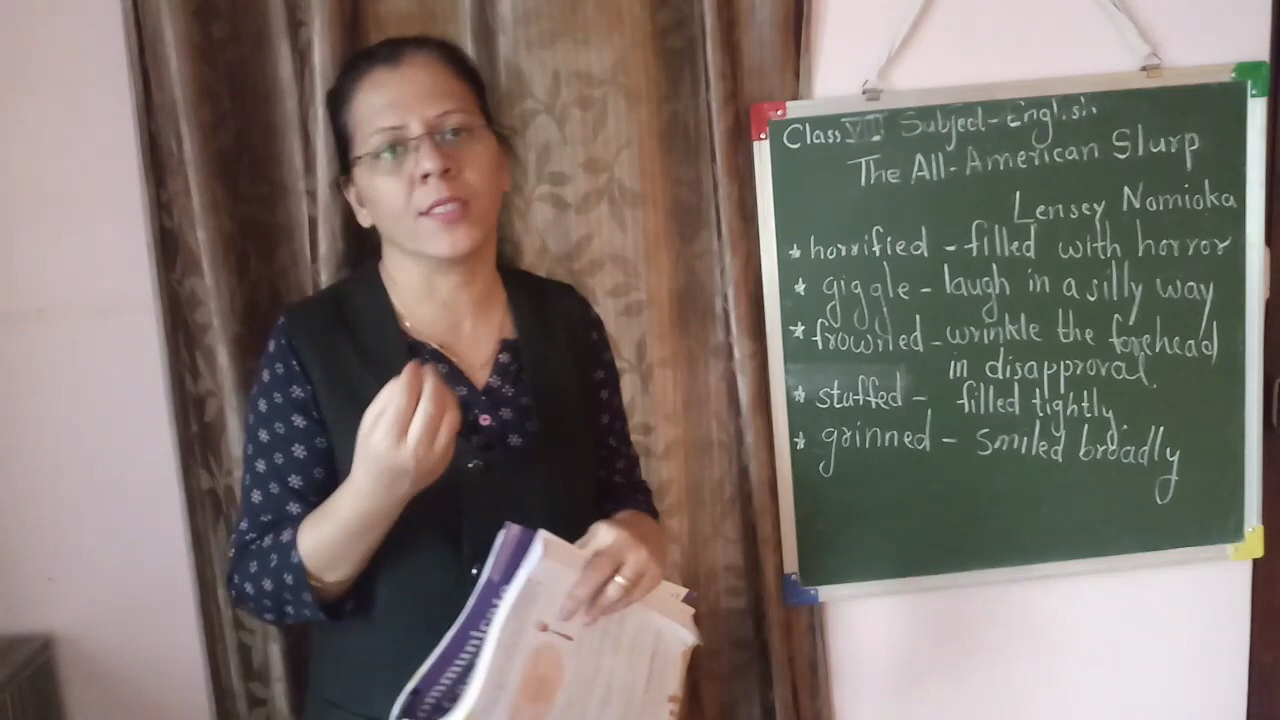 Class VII Subject-English
The All-American Slurp
Lensey Namioka
* horrified - filled with horror
* giggle - laugh in a silly way
* frowned - wrinkle the forehead
in disapproval.
* stuffed - filled tightly.
* grinned - smiled broadly
Communicate